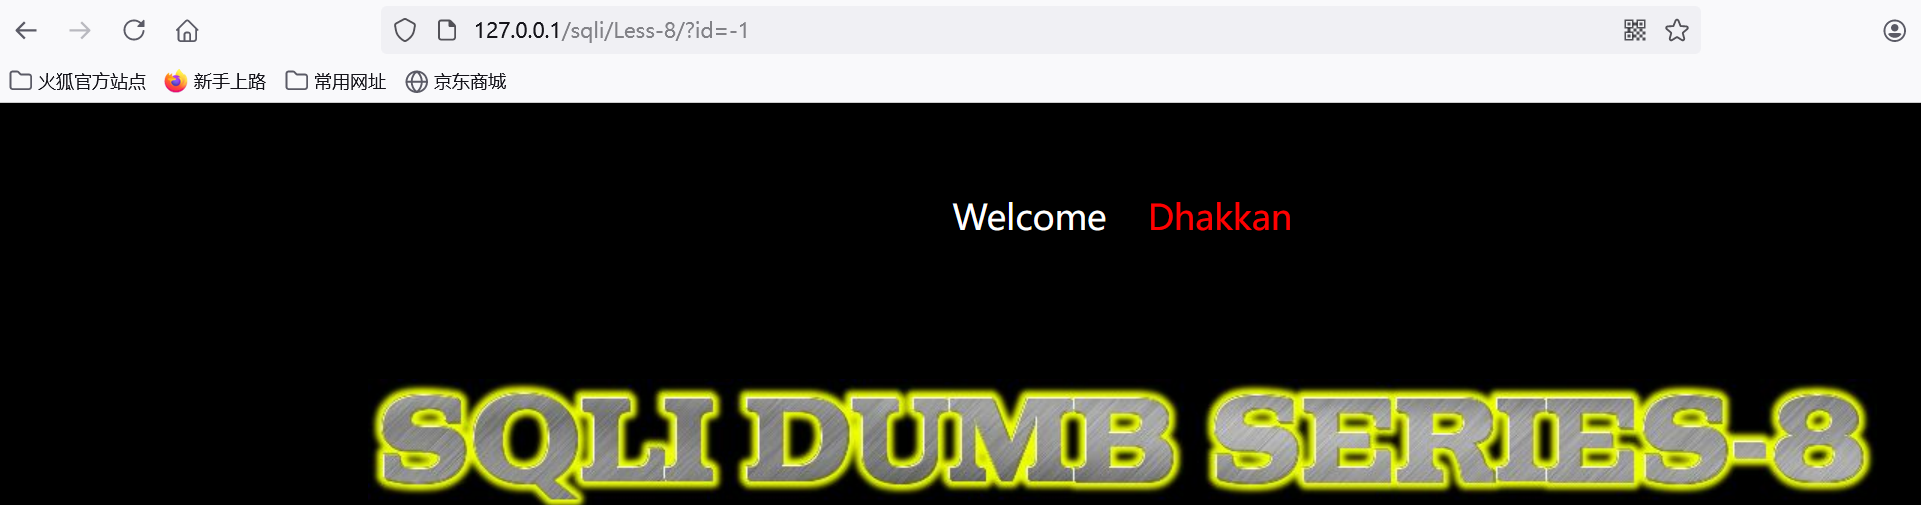 127.0.0.1/sqli/Less-8/?id=-1
火狐官方站点 新手上路 常用网址 京东商城
Welcome Dhakkan
SQLI DUMB SERIES-8